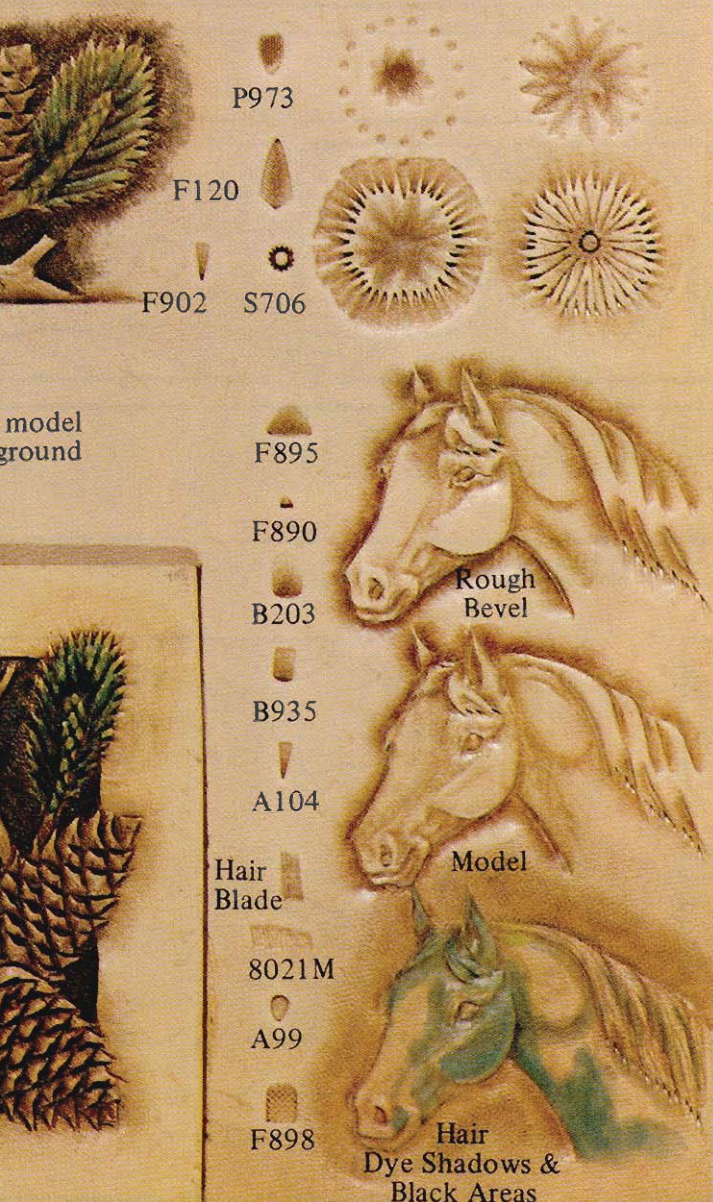 P973
F120
F902
S706
model
ground
F895
F890
B203
B935
A104
Hair
Blade
8021M
A99
F898
Rough
Bevel
Model
Hair
Dye Shadows &
Black Areas